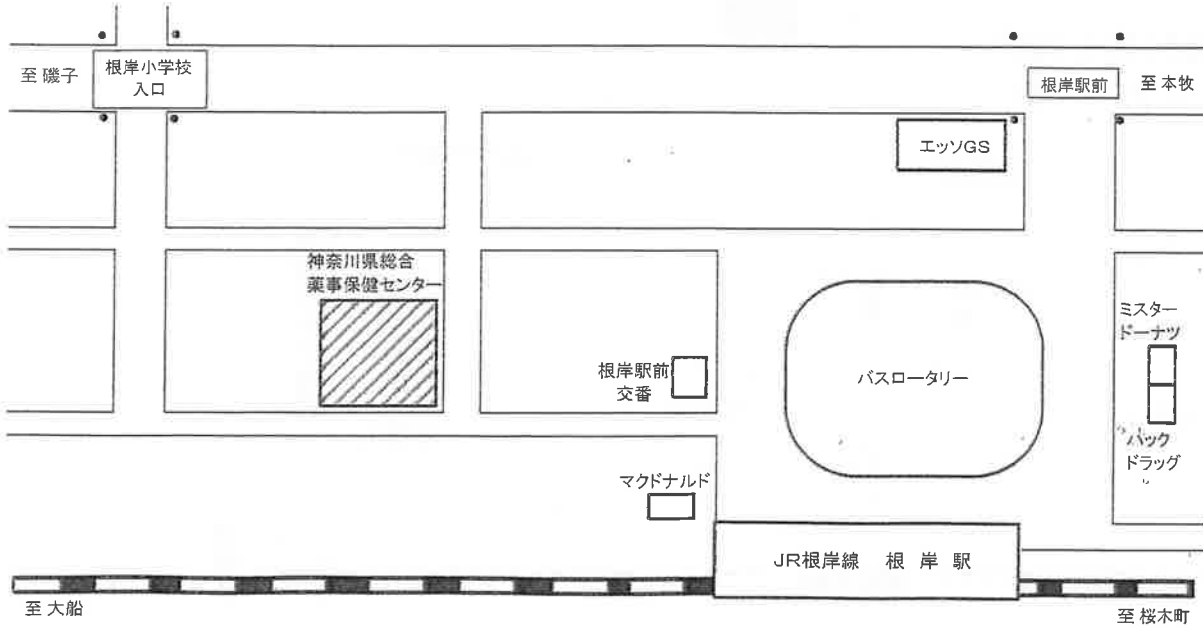 至 磯子
根岸小学校
入口
根岸駅前
至 本牧
エッソGS
神奈川県総合
薬事保健センター
ミスター
ドーナツ
根岸駅前
交番
バスロータリー
パック
ドラッグ
マクドナルド
JR根岸線 根 岸 駅
至 大船
至 桜木町